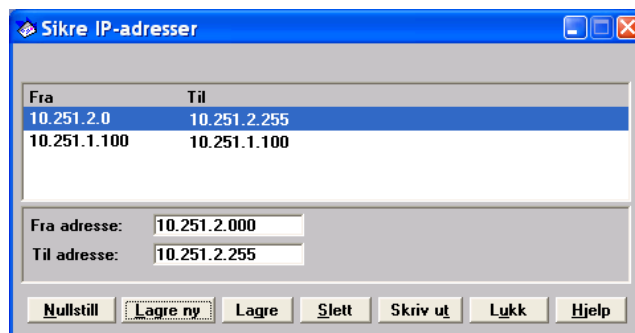 Sikre IP-adresser
Fra Til
10.251.2.0 10.251.2.255
10.251.1.100 10.251.1.100
Fra adresse: 10.251.2.000
Til adresse: 10.251.2.255
Nullstill Lagre ny Lagre Slett Skriv ut Lukk Hjelp